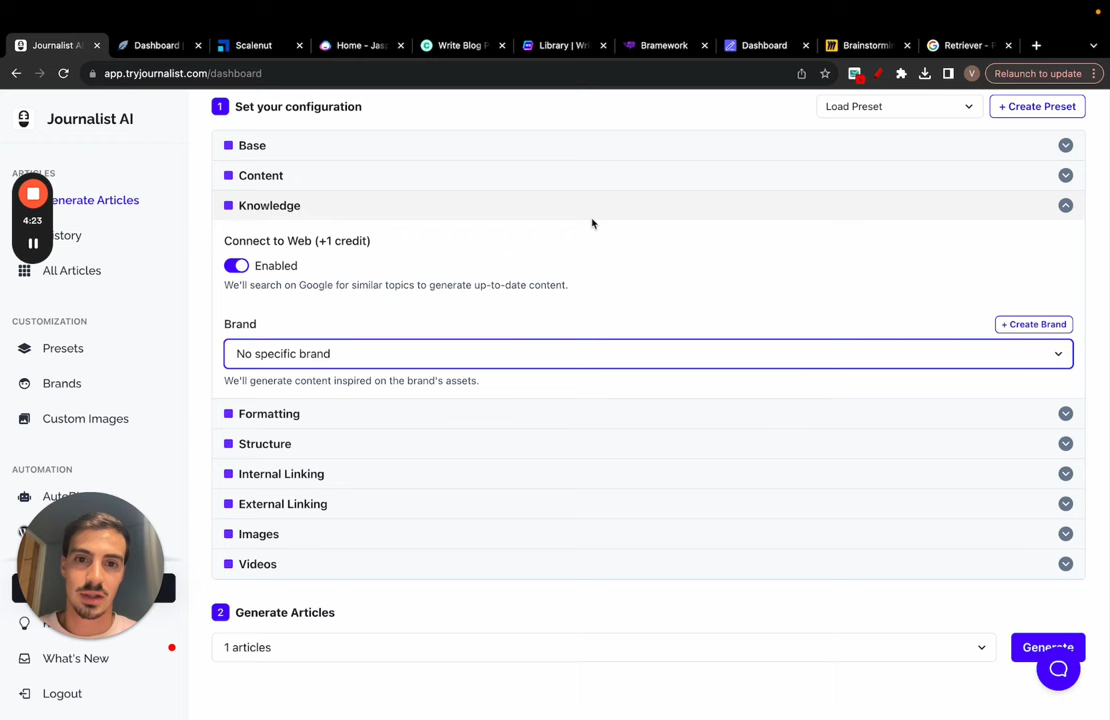 Journalist AI
Dashboard
Scalenut
Home - Jas
Write Blog P
Library | Wri
Bramework
Dashboard
Brainstormin
Retriever - P
app.tryjournalist.com/dashboard
V
Relaunch to update
Journalist AI
ARTICLES
Generate Articles
History
All Articles
CUSTOMIZATION
Presets
Brands
Custom Images
AUTOMATION
What's New
Logout
4:23
1 Set your configuration
Load Preset
+ Create Preset
Base
Content
Knowledge
Connect to Web (+1 credit)
Enabled
We'll search on Google for similar topics to generate up-to-date content.
Brand
+ Create Brand
No specific brand
We'll generate content inspired on the brand's assets.
Formatting
Structure
Internal Linking
External Linking
Images
Videos
2 Generate Articles
1 articles
Generate